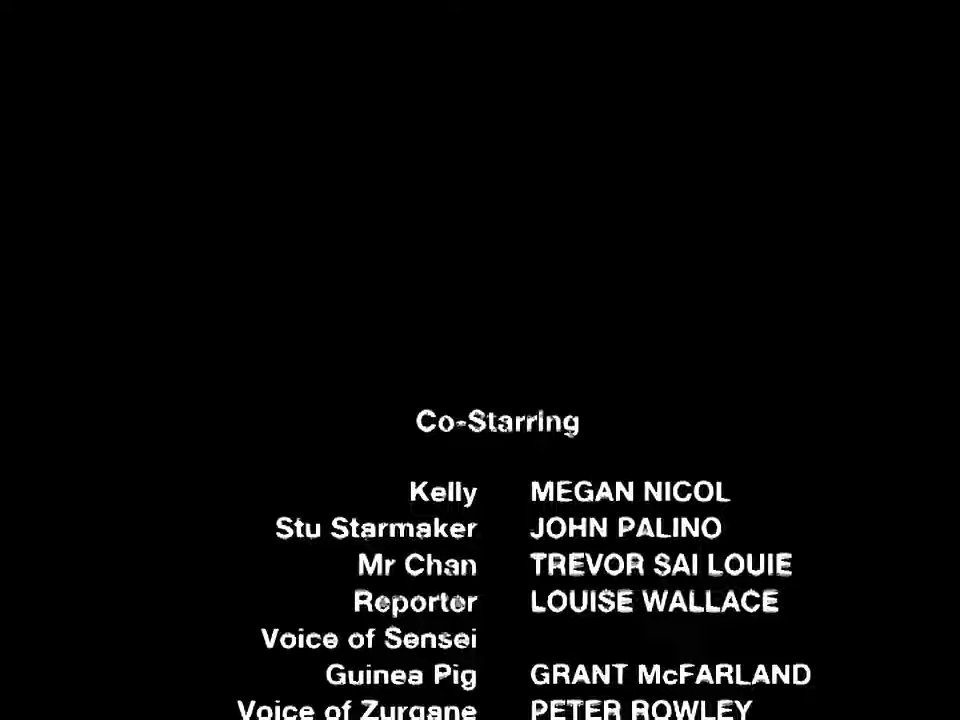 Co-Starring
Kelly MEGAN NICOL
Stu Starmaker JOHN PALINO
Mr Chan TREVOR SAI LOUIE
Reporter LOUISE WALLACE
Voice of Sensei
Guinea Pig GRANT McFARLAND
Voice of Zurgane PETER ROWLEY